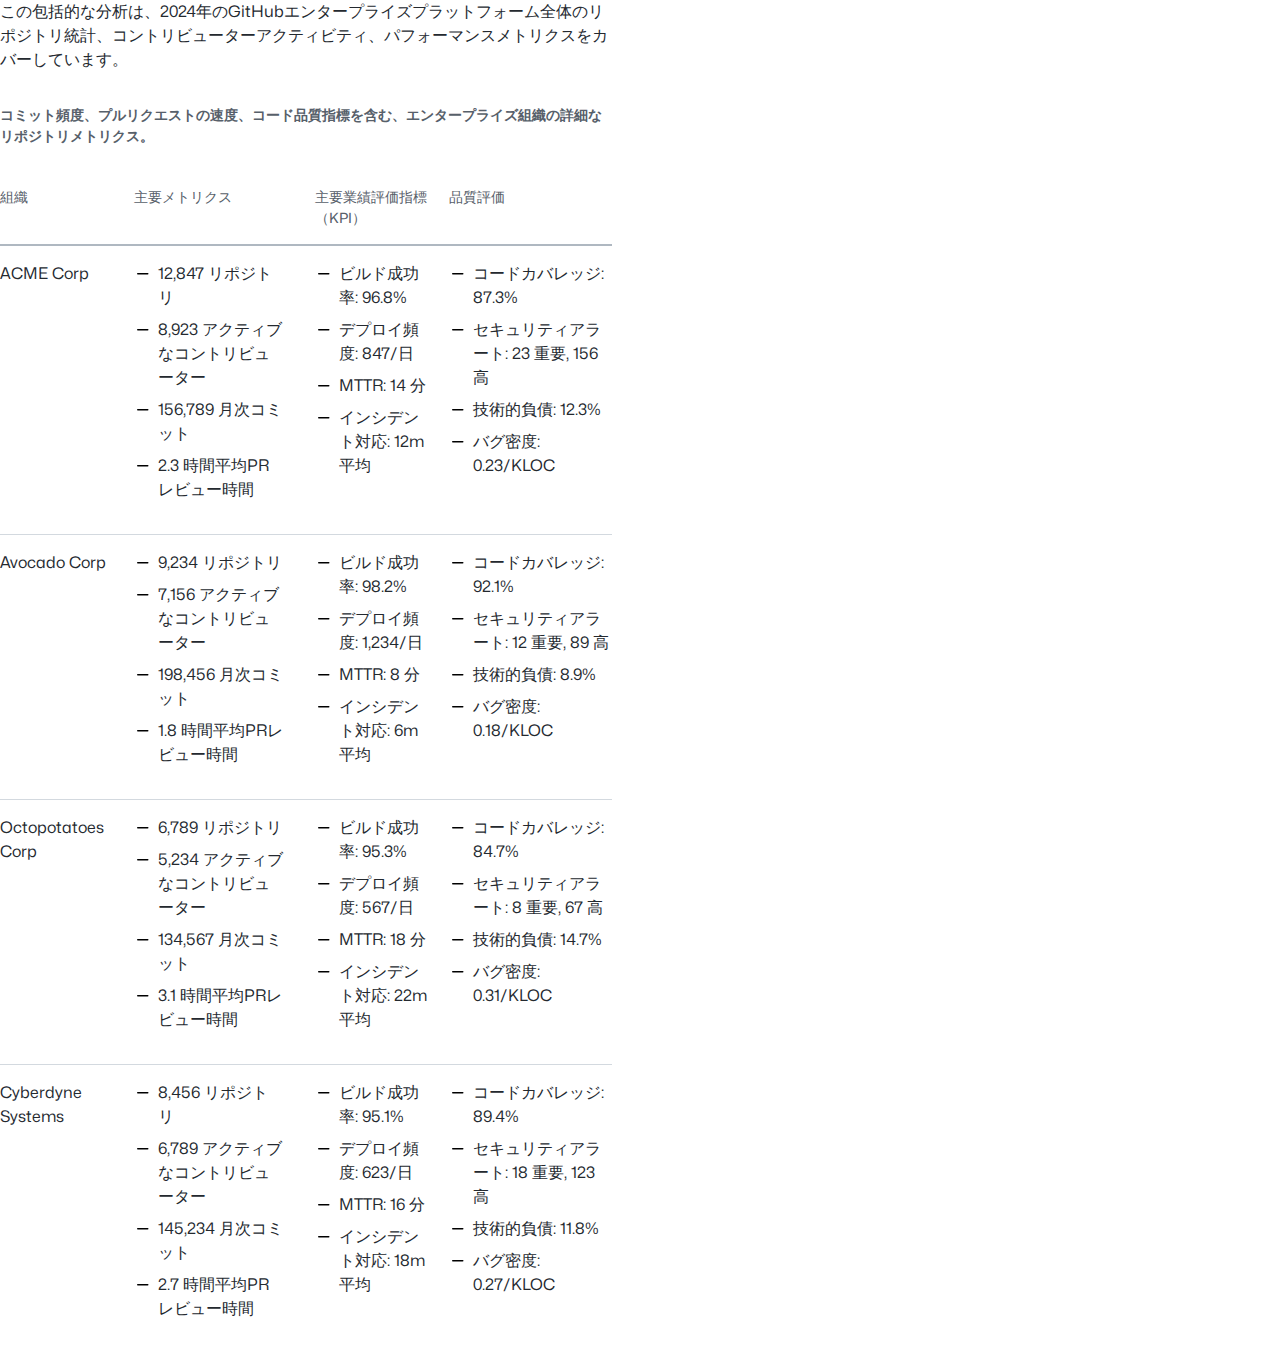 この包括的な分析は、2024年のGitHubエンタープライズプラットフォーム全体のリ
ポジトリ統計、コントリビューターアクティビティ、パフォーマンスメトリクスをカ
バーしています。
コミット頻度、プルリクエストの速度、コード品質指標を含む、エンタープライズ組織の詳細な
リポジトリメトリクス。
組織
主要メトリクス
主要業績評価指標
（KPI）
品質評価
ACME Corp
— 12,847 リポジト
リ
— 8,923 アクティブ
なコントリビュ
ーター
— 156,789 月次コミ
ット
— 2.3 時間平均PR
レビュー時間
— ビルド成功
率: 96.8%
— デプロイ頻
度: 847/日
— MTTR: 14 分
— インシデン
ト対応: 12m
平均
— コードカバレッジ:
87.3%
— セキュリティアラ
ート: 23 重要, 156
高
— 技術的負債: 12.3%
— バグ密度:
0.23/KLOC
Avocado Corp
— 9,234 リポジトリ
— 7,156 アクティブ
なコントリビュ
ーター
— 198,456 月次コミ
ット
— 1.8 時間平均PRレ
ビュー時間
— ビルド成功
率: 98.2%
— デプロイ頻
度: 1,234/日
— MTTR: 8 分
— インシデン
ト対応: 6m
平均
— コードカバレッジ:
92.1%
— セキュリティアラ
ート: 12 重要, 89 高
— 技術的負債: 8.9%
— バグ密度:
0.18/KLOC
Octopotatoes
Corp
— 6,789 リポジトリ
— 5,234 アクティブ
なコントリビュ
ーター
— 134,567 月次コミ
ット
— 3.1 時間平均PRレ
ビュー時間
— ビルド成功
率: 95.3%
— デプロイ頻
度: 567/日
— MTTR: 18 分
— インシデン
ト対応: 22m
平均
— コードカバレッジ:
84.7%
— セキュリティアラ
ート: 8 重要, 67 高
— 技術的負債: 14.7%
— バグ密度:
0.31/KLOC
Cyberdyne
Systems
— 8,456 リポジト
リ
— 6,789 アクティブ
なコントリビュ
ーター
— 145,234 月次コミ
ット
— 2.7 時間平均PR
レビュー時間
— ビルド成功
率: 95.1%
— デプロイ頻
度: 623/日
— MTTR: 16 分
— インシデン
ト対応: 18m
平均
— コードカバレッジ:
89.4%
— セキュリティアラ
ート: 18 重要, 123
高
— 技術的負債: 11.8%
— バグ密度:
0.27/KLOC